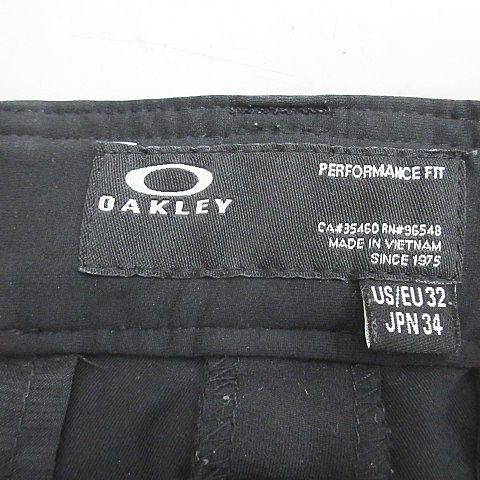 OAKLEY
PERFORMANCE FIT
CA#35460 RN#96548
MADE IN VIETNAM
SINCE 1975
US/EU 32
JPN 34